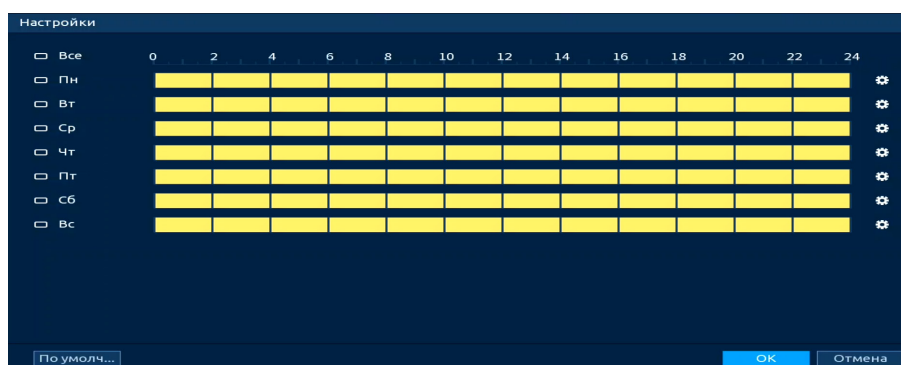 Настройки
Все 0 2 4 6 8 10 12 14 16 18 20 22 24
Пн
Вт
Ср
Чт
Пт
Сб
Вс
По умолч... OK Отмена